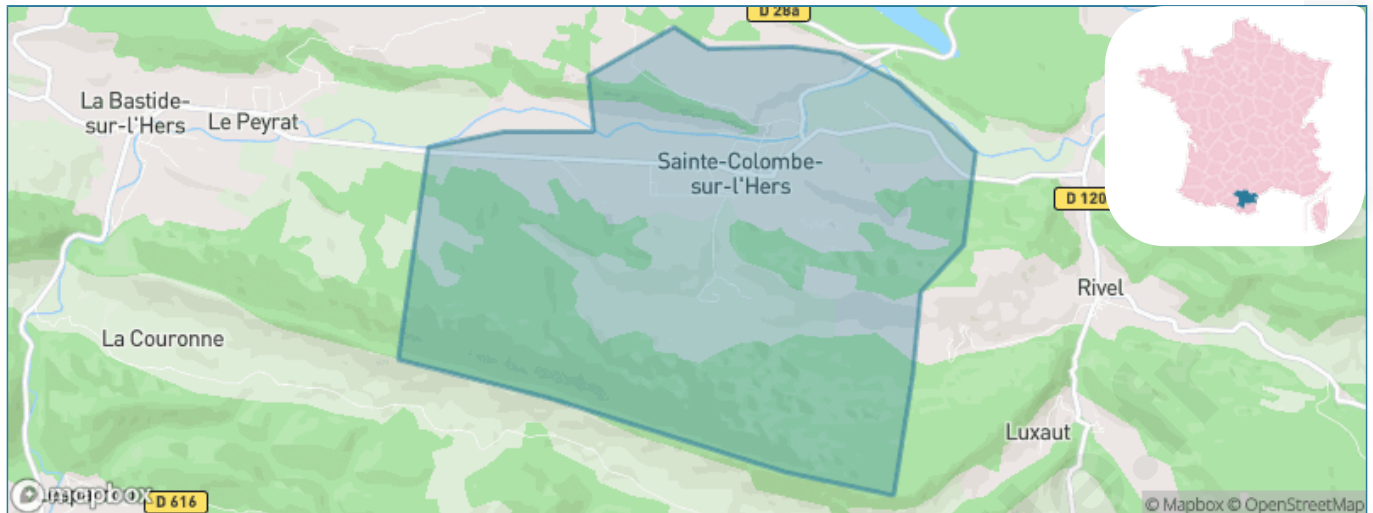 D 28a
La Bastide-
sur-l'Hers
Le Peyrat
Sainte-Colombe-
sur-l'Hers
D 120
Rivel
La Couronne
Luxaut
mapbox
D 616
© Mapbox © OpenStreetMap